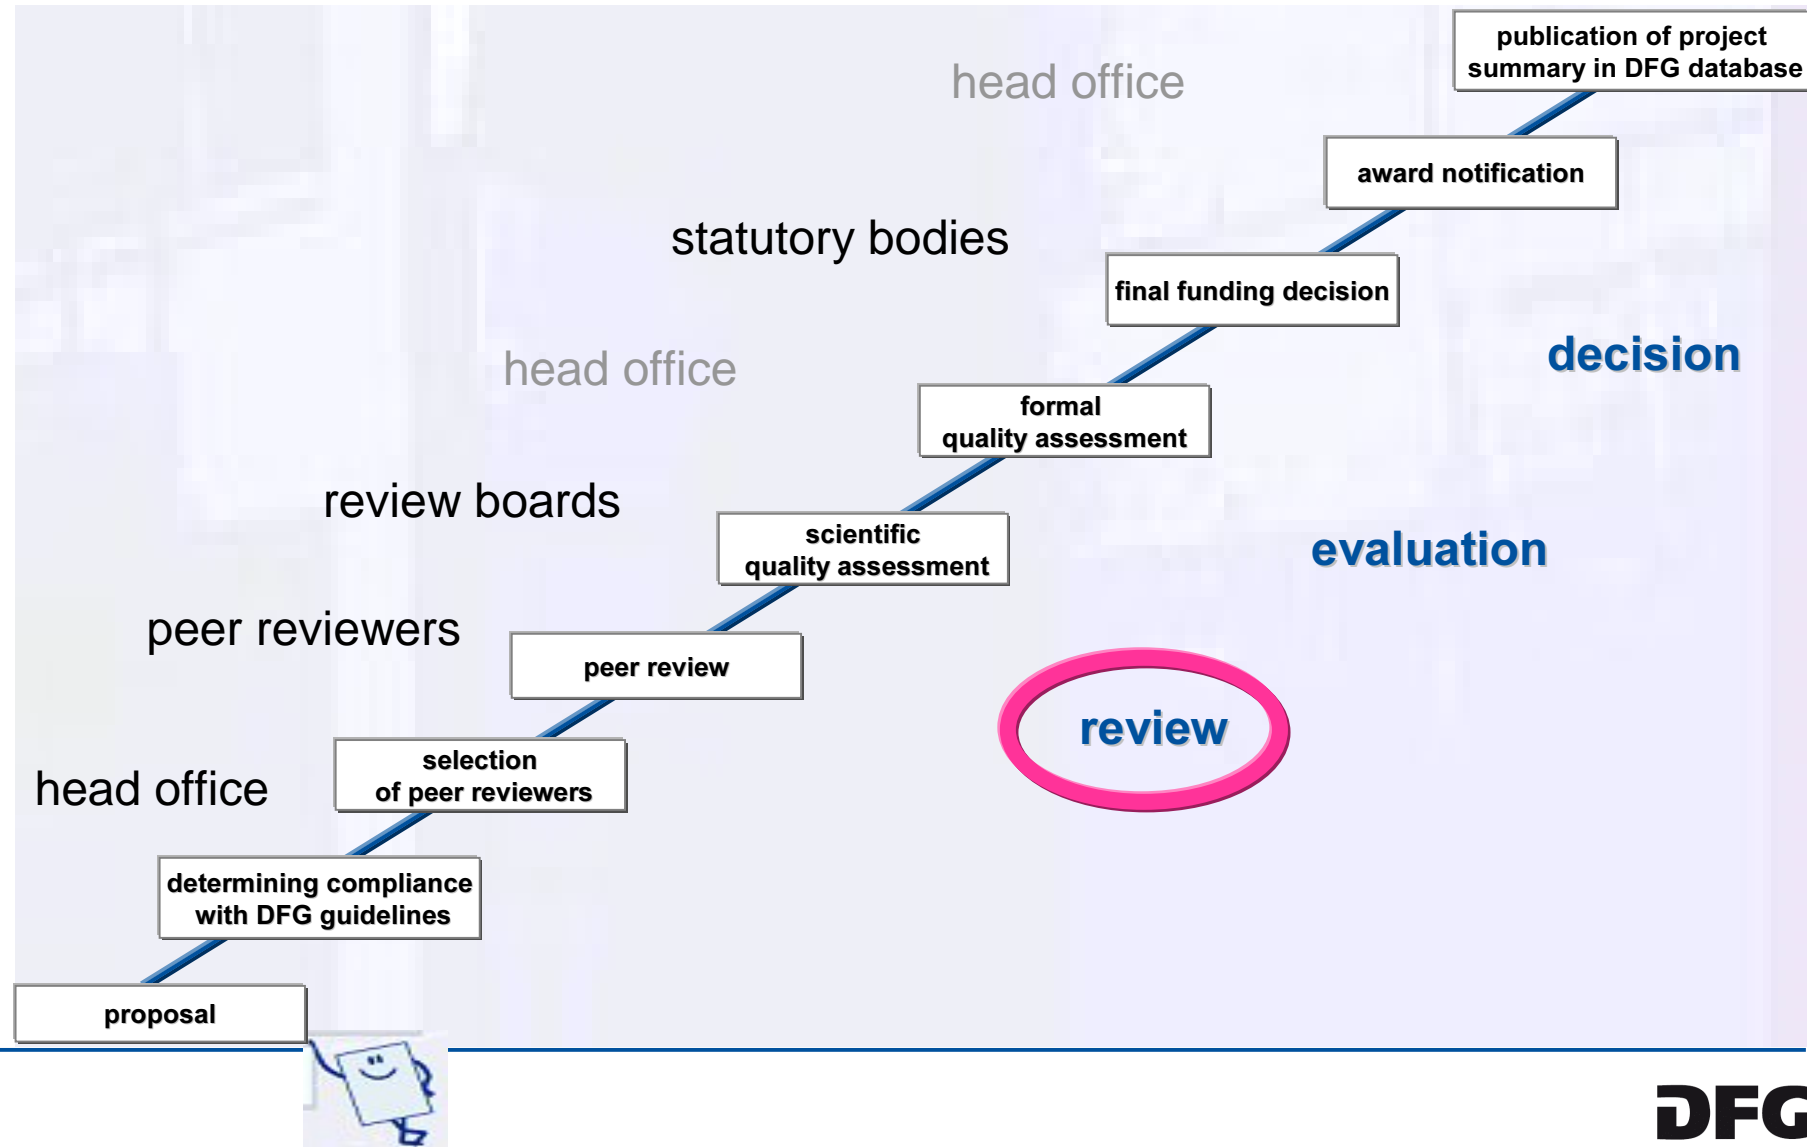 publication of project
summary in DFG database
head office
award notification
statutory bodies
final funding decision
decision
head office
formal
quality assessment
review boards
scientific
quality assessment
evaluation
peer reviewers
peer review
review
selection
of peer reviewers
head office
determining compliance
with DFG guidelines
proposal
DFG